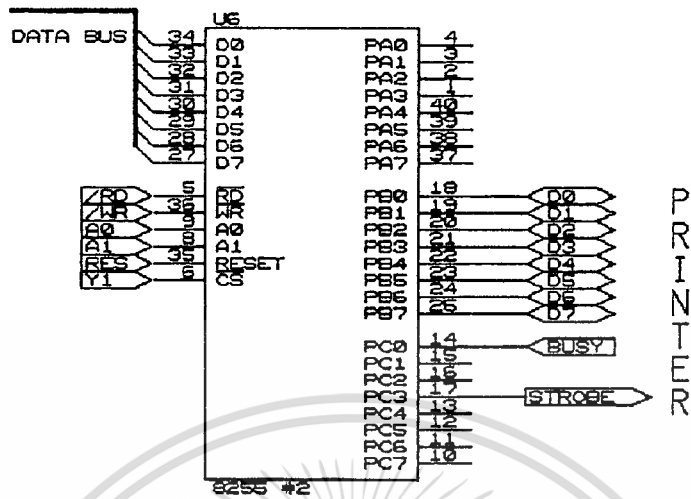 U6
DATA BUS
34 D0 PA0 4
33 D1 PA1 3
32 D2 PA2 2
31 D3 PA3 1
30 D4 PA4 40
29 D5 PA5 39
28 D6 PA6 38
27 D7 PA7 37
/RD 5 RD PB0 18 D0
/WR 36 WR PB1 19 D1
A0 9 A0 PB2 20 D2
A1 8 A1 PB3 21 D3
RES 35 RESET PB4 22 D4
Y1 6 CS PB5 23 D5
PB6 24 D6
PB7 25 D7
PC0 14 BUSY
PC1 15
PC2 16
PC3 17 STROBE
PC4 13
PC5 12
PC6 11
PC7 10
PRINTER
8255 #2